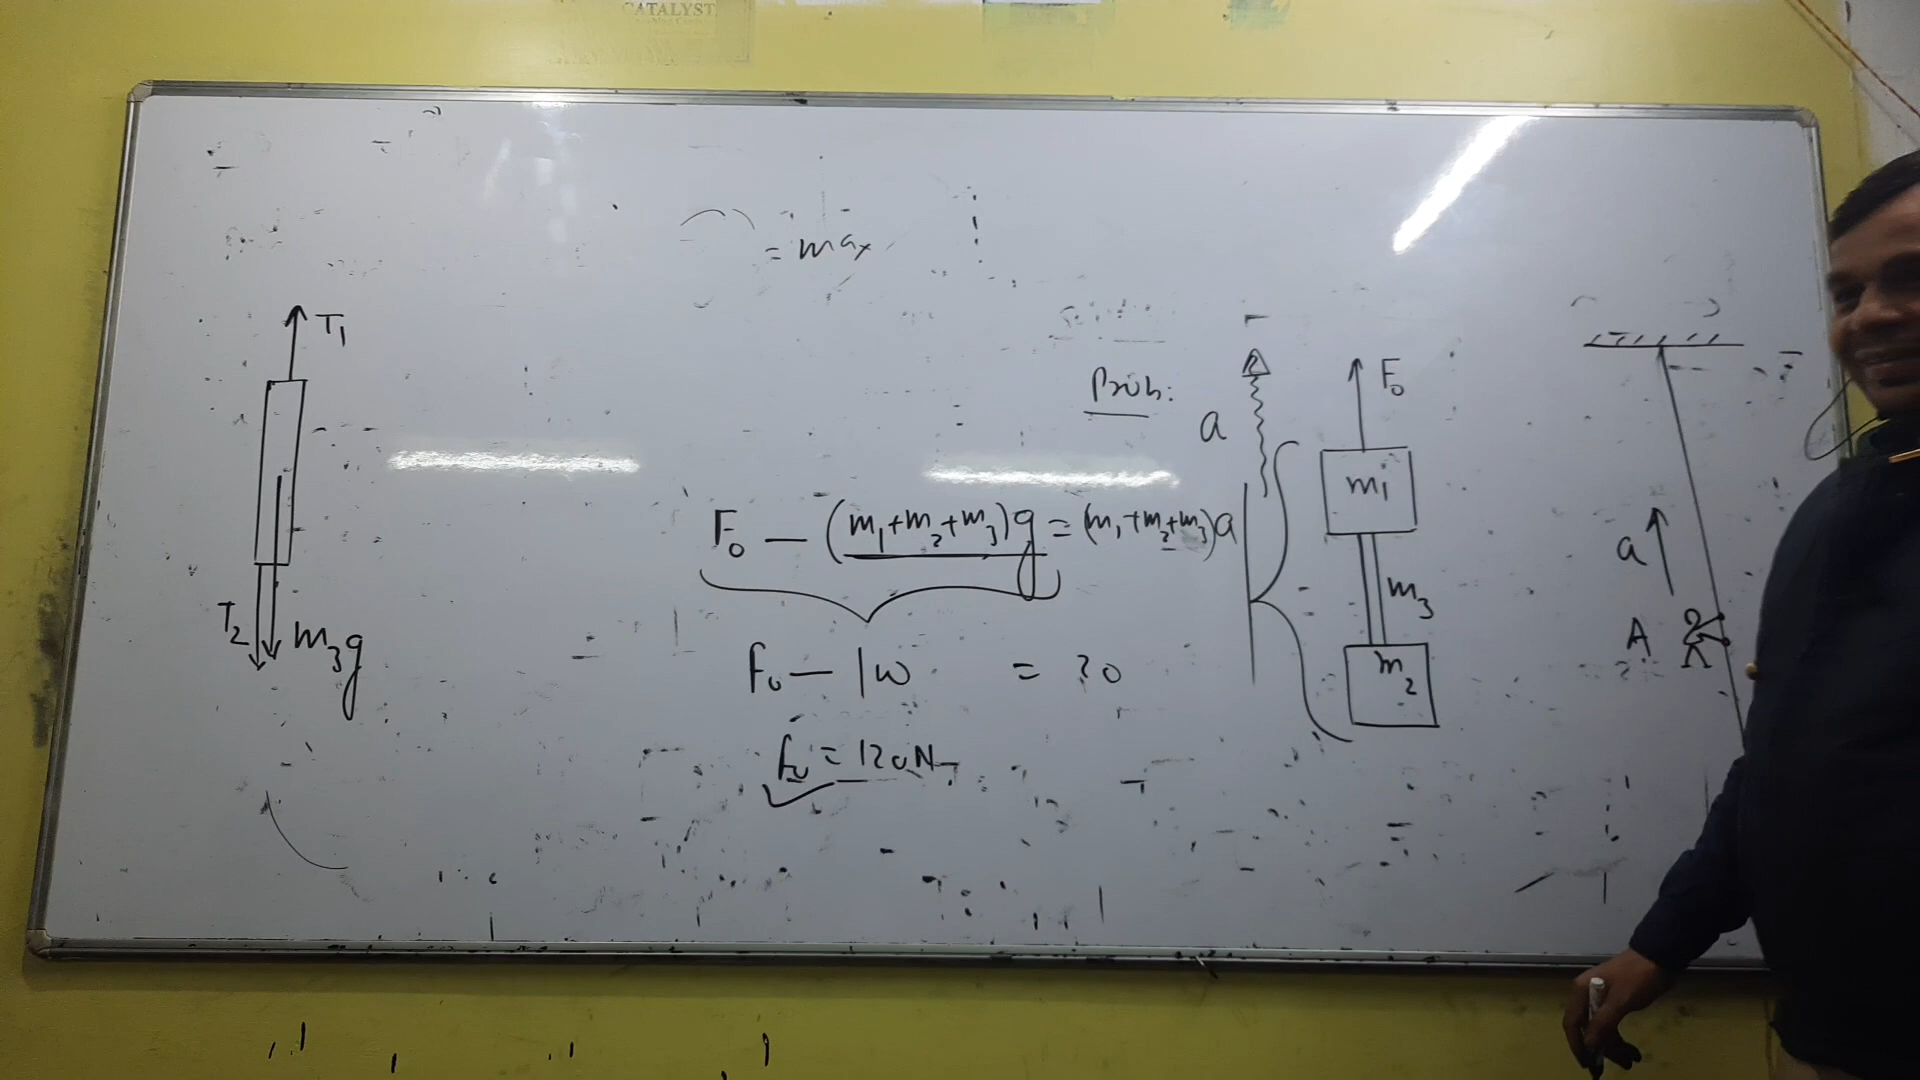 CATALYST
= max
T₁
T₂
m₃g
Prob:
F₀ — (m₁+m₂+m₃)g = (m₁+m₂+m₃)a
F₀ — 100 = 20
F₀ = 120N
a
F₀
m₁
m₃
m₂
a
A